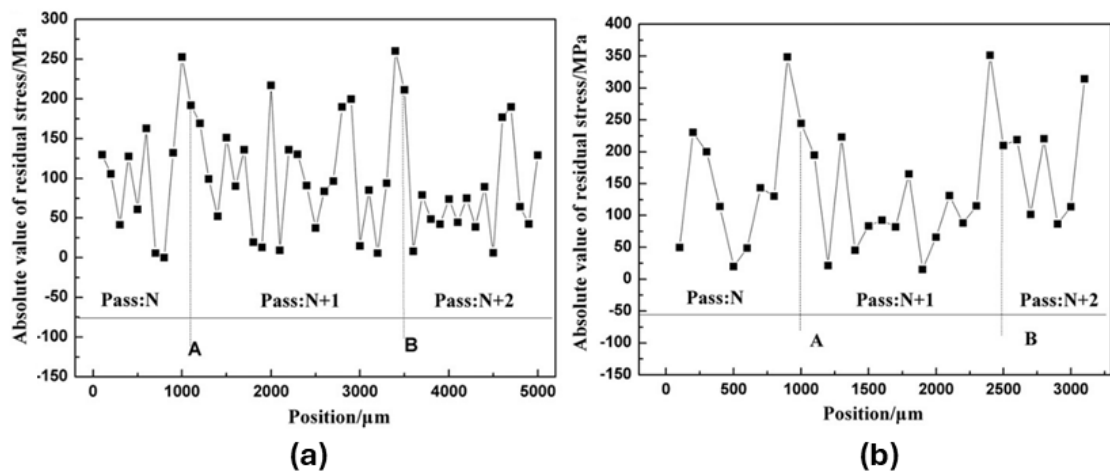 Absolute value of residual stress/MPa
300
250
200
150
100
50
0
-50
-100
-150
Pass:N
Pass:N+1
Pass:N+2
A
B
0
1000
2000
3000
4000
5000
Position/µm
(a)
Absolute value of residual stress/MPa
400
350
300
250
200
150
100
50
0
-50
-100
-150
Pass:N
Pass:N+1
Pass:N+2
A
B
0
500
1000
1500
2000
2500
3000
Position/µm
(b)